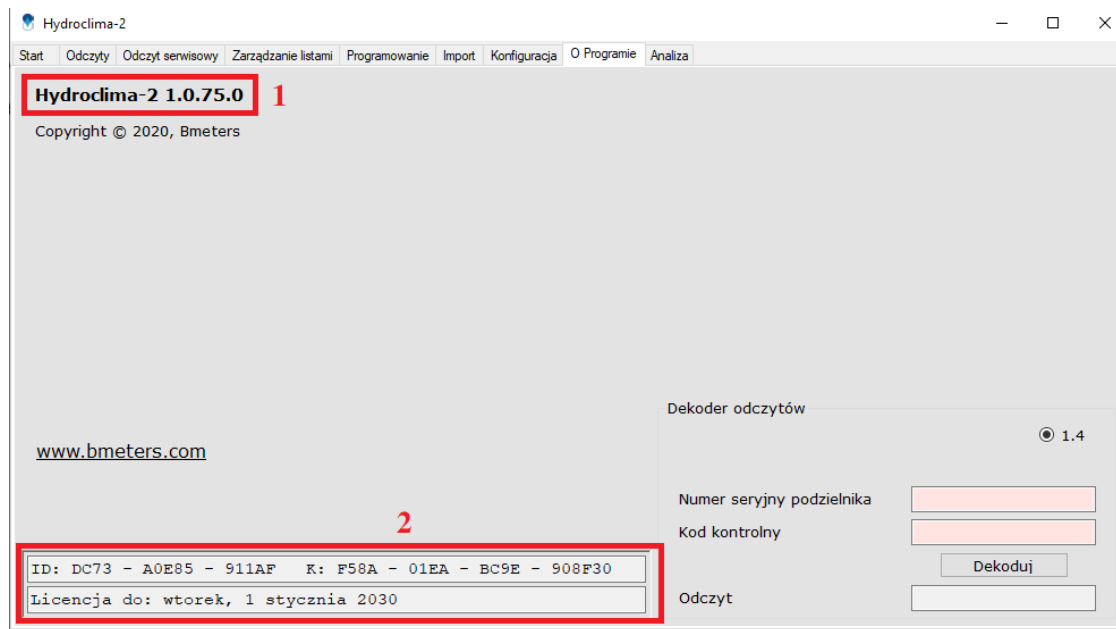 Hydroclima-2
Start Odczyty Odczyt serwisowy Zarządzanie listami Programowanie Import Konfiguracja O Programie Analiza
Hydroclima-2 1.0.75.0 1
Copyright © 2020, Bmeters
Dekoder odczytów
1.4
www.bmeters.com
Numer seryjny podzielnika
2
Kod kontrolny
ID: DC73 - A0E85 - 911AF K: F58A - 01EA - BC9E - 908F30
Dekoduj
Licencja do: wtorek, 1 stycznia 2030
Odczyt